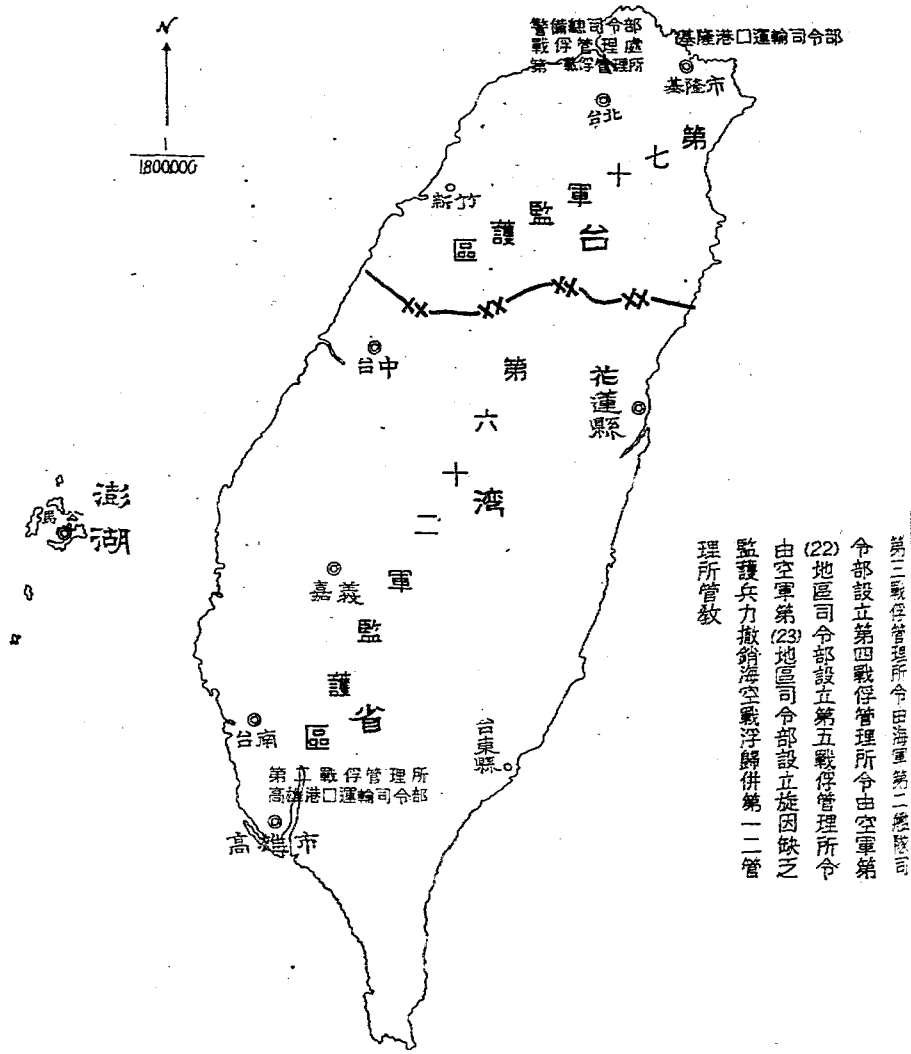 N
1
1800000
警備總司令部
戰俘管理處
第一戰俘管理所
基隆港口運輸司令部
基隆市
台北
第七十軍監護區
新竹
台灣省
台中
第六十二軍監護區
花蓮縣
澎湖
嘉義
台南
台東縣
第二戰俘管理所
高雄港口運輸司令部
高雄市
第三戰俘管理所令由海軍第二艦隊司
令部設立第四戰俘管理所令由空軍第
(22)地區司令部設立第五戰俘管理所令
由空軍第(23)地區司令部設立旋因缺乏
監護兵力撤銷海空戰浮歸併第一二管
理所管教